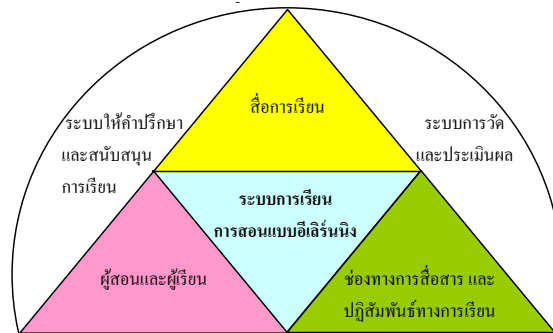 สื่อการเรียน
ระบบให้คำปรึกษา
และสนับสนุน
การเรียน
ระบบการวัด
และประเมินผล
ระบบการเรียน
การสอนแบบอีเลิร์นนิง
ผู้สอนและผู้เรียน
ช่องทางการสื่อสาร และ
ปฏิสัมพันธ์ทางการเรียน